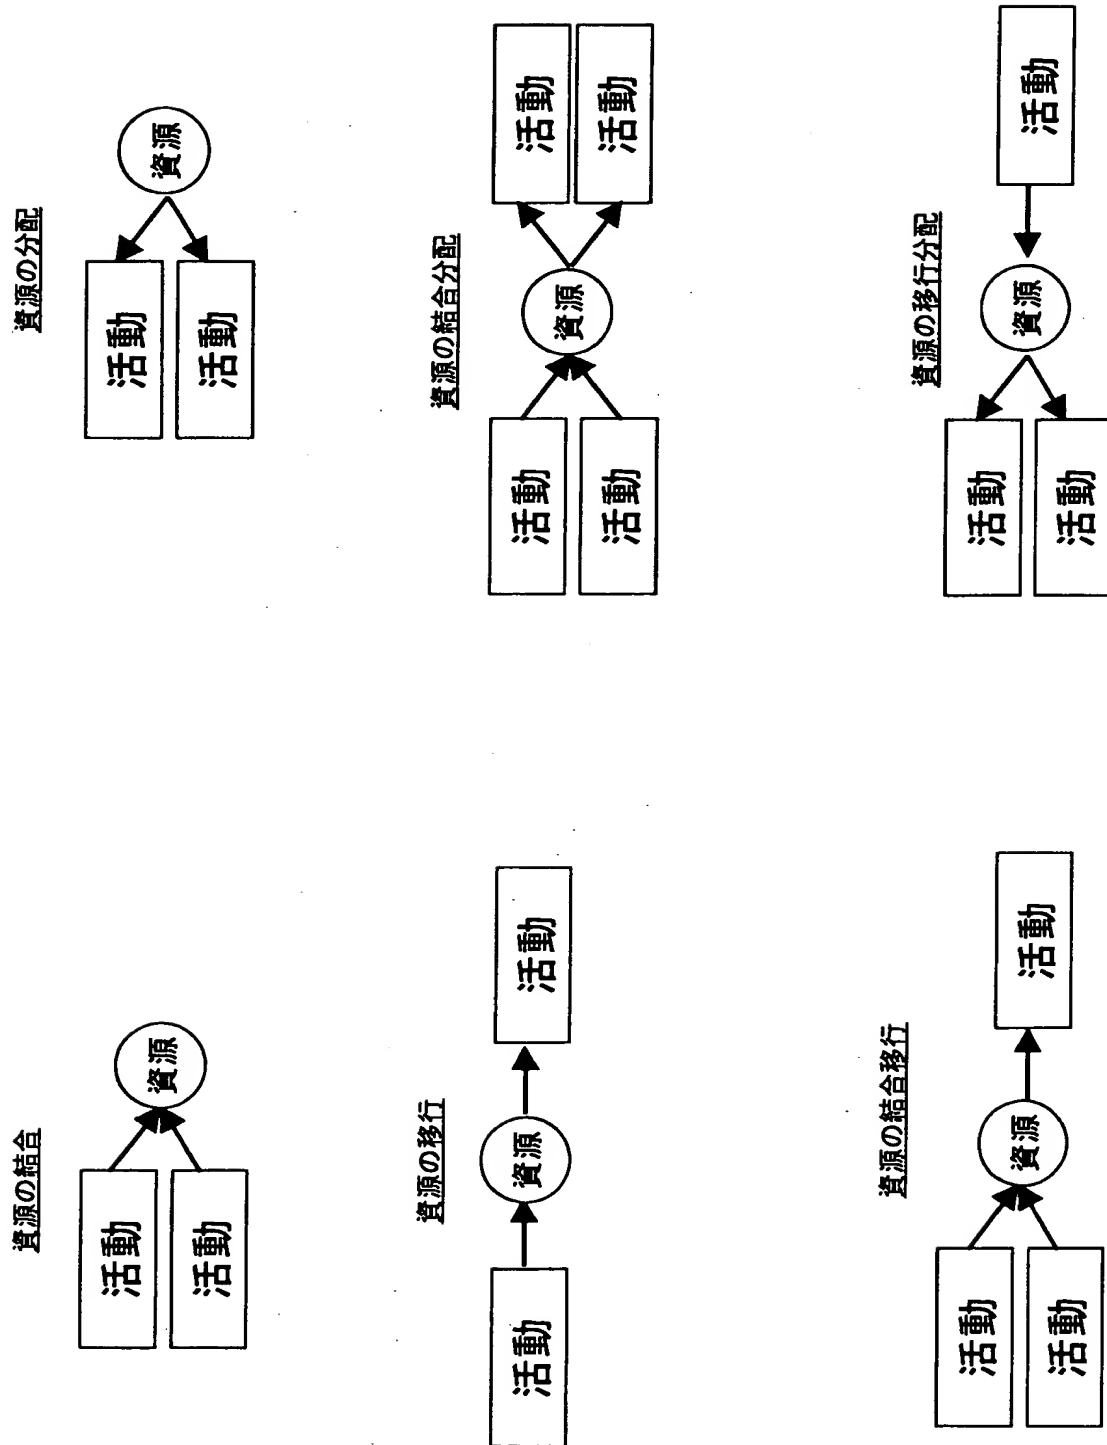 資源の結合
活動
資源
活動
資源の分配
活動
資源
活動
資源の移行
活動
資源
活動
資源の結合分配
活動
活動
資源
活動
活動
資源の結合移行
活動
資源
活動
活動
資源の移行分配
活動
資源
活動
活動